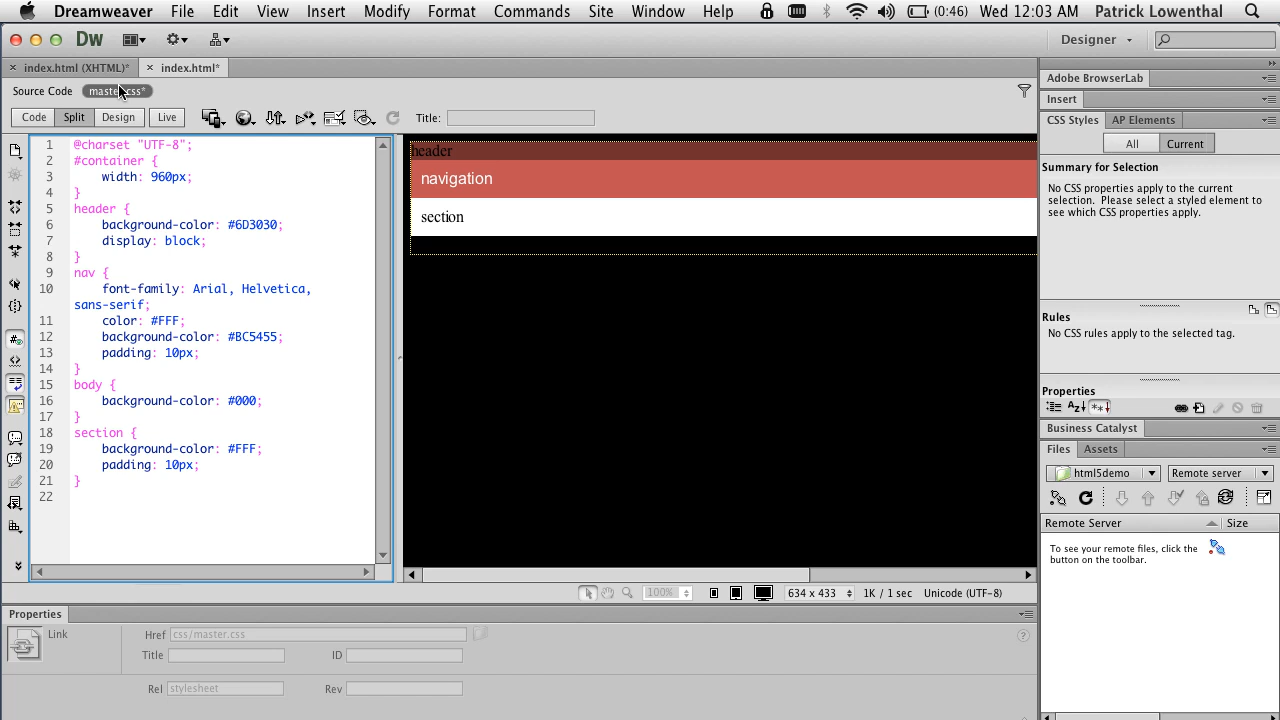 Dreamweaver File Edit View Insert Modify Format Commands Site Window Help (0:46) Wed 12:03 AM Patrick Lowenthal
Dw Designer
index.html (XHTML)* index.html*
Source Code master.css*
Code Split Design Live Title:
1 @charset "UTF-8";
2 #container {
3 width: 960px;
4 }
5 header {
6 background-color: #6D3030;
7 display: block;
8 }
9 nav {
10 font-family: Arial, Helvetica,
sans-serif;
11 color: #FFF;
12 background-color: #BC5455;
13 padding: 10px;
14 }
15 body {
16 background-color: #000;
17 }
18 section {
19 background-color: #FFF;
20 padding: 10px;
21 }
22
header
navigation
section
100% 634 x 433 1K / 1 sec Unicode (UTF-8)
Adobe BrowserLab
Insert
CSS Styles AP Elements
All Current
Summary for Selection
No CSS properties apply to the current
selection. Please select a styled element to
see which CSS properties apply.
Rules
No CSS rules apply to the selected tag.
Properties
Az
Business Catalyst
Files Assets
html5demo Remote server
Remote Server Size
To see your remote files, click the
button on the toolbar.
Properties
Link Href css/master.css
Title ID
Rel stylesheet Rev